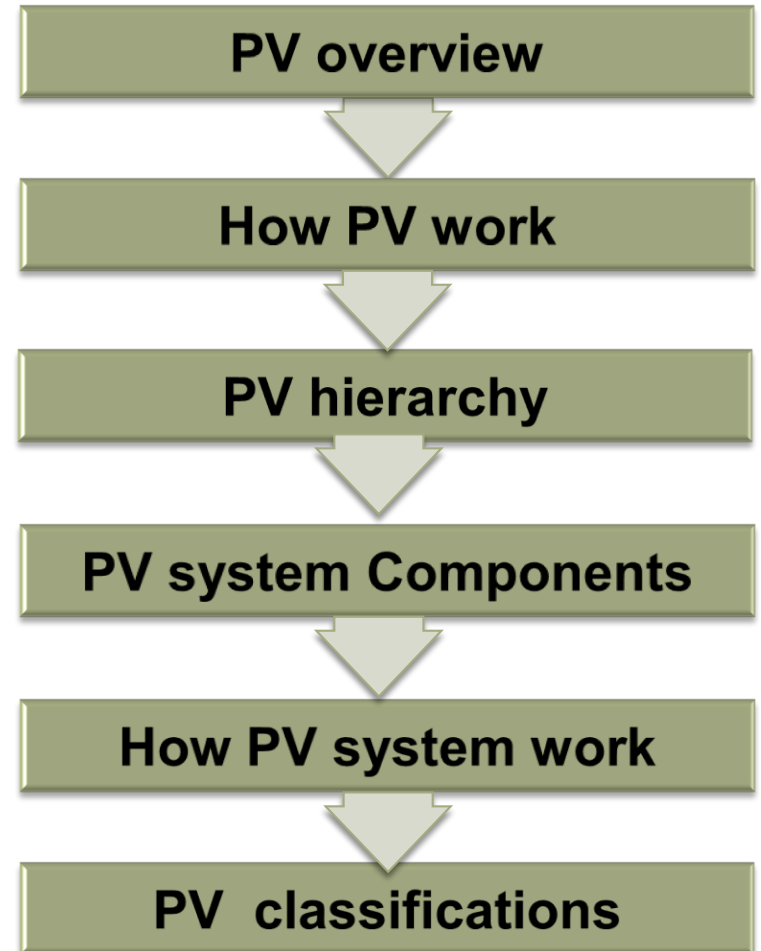 PV overview
How PV work
PV hierarchy
PV system Components
How PV system work
PV  classifications